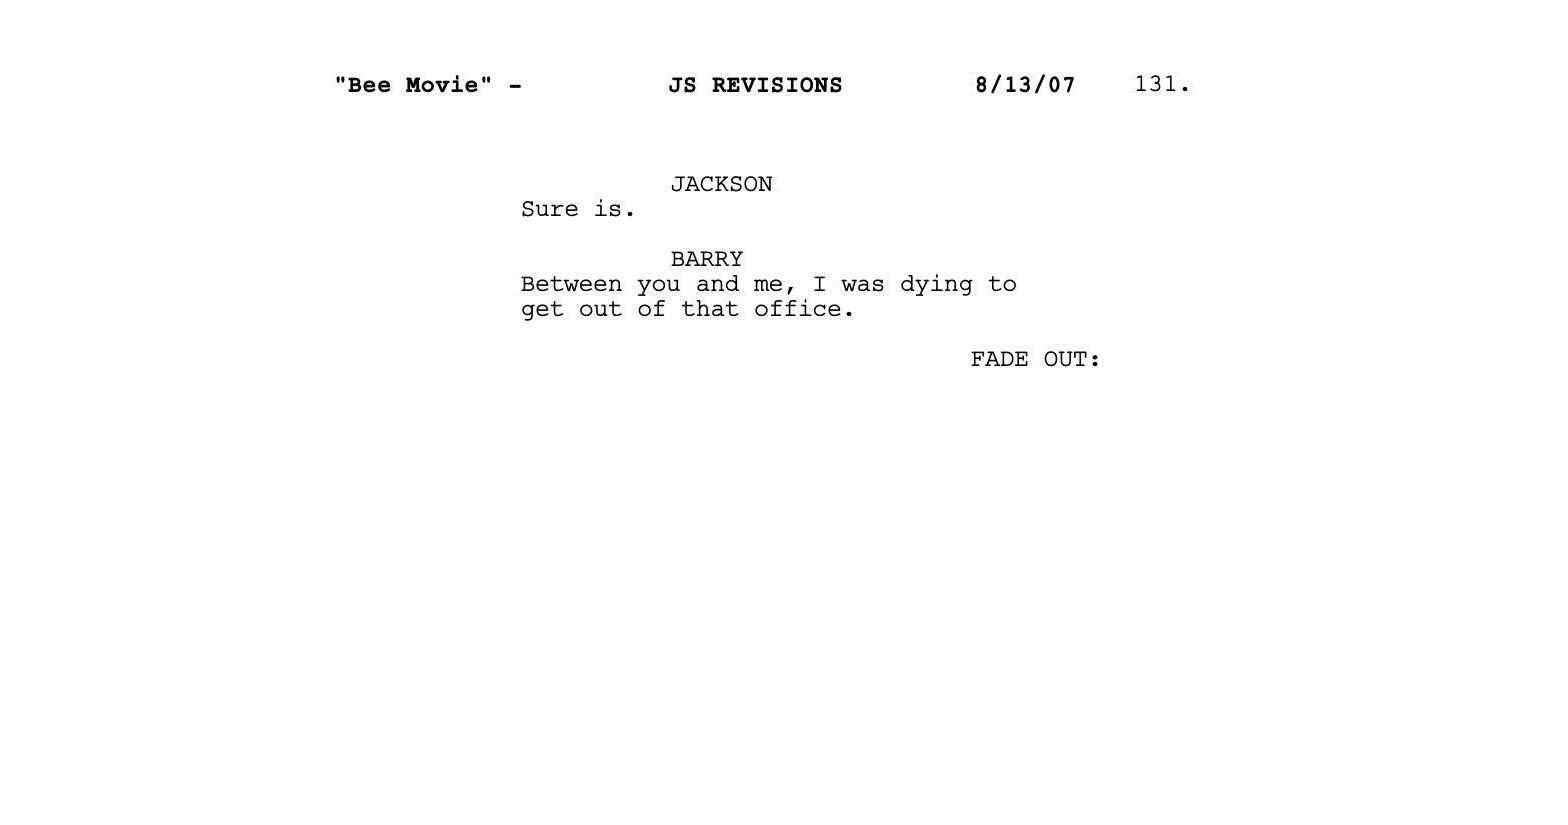 "Bee Movie" - JS REVISIONS 8/13/07 131.
JACKSON
Sure is.
BARRY
Between you and me, I was dying to
get out of that office.
FADE OUT: